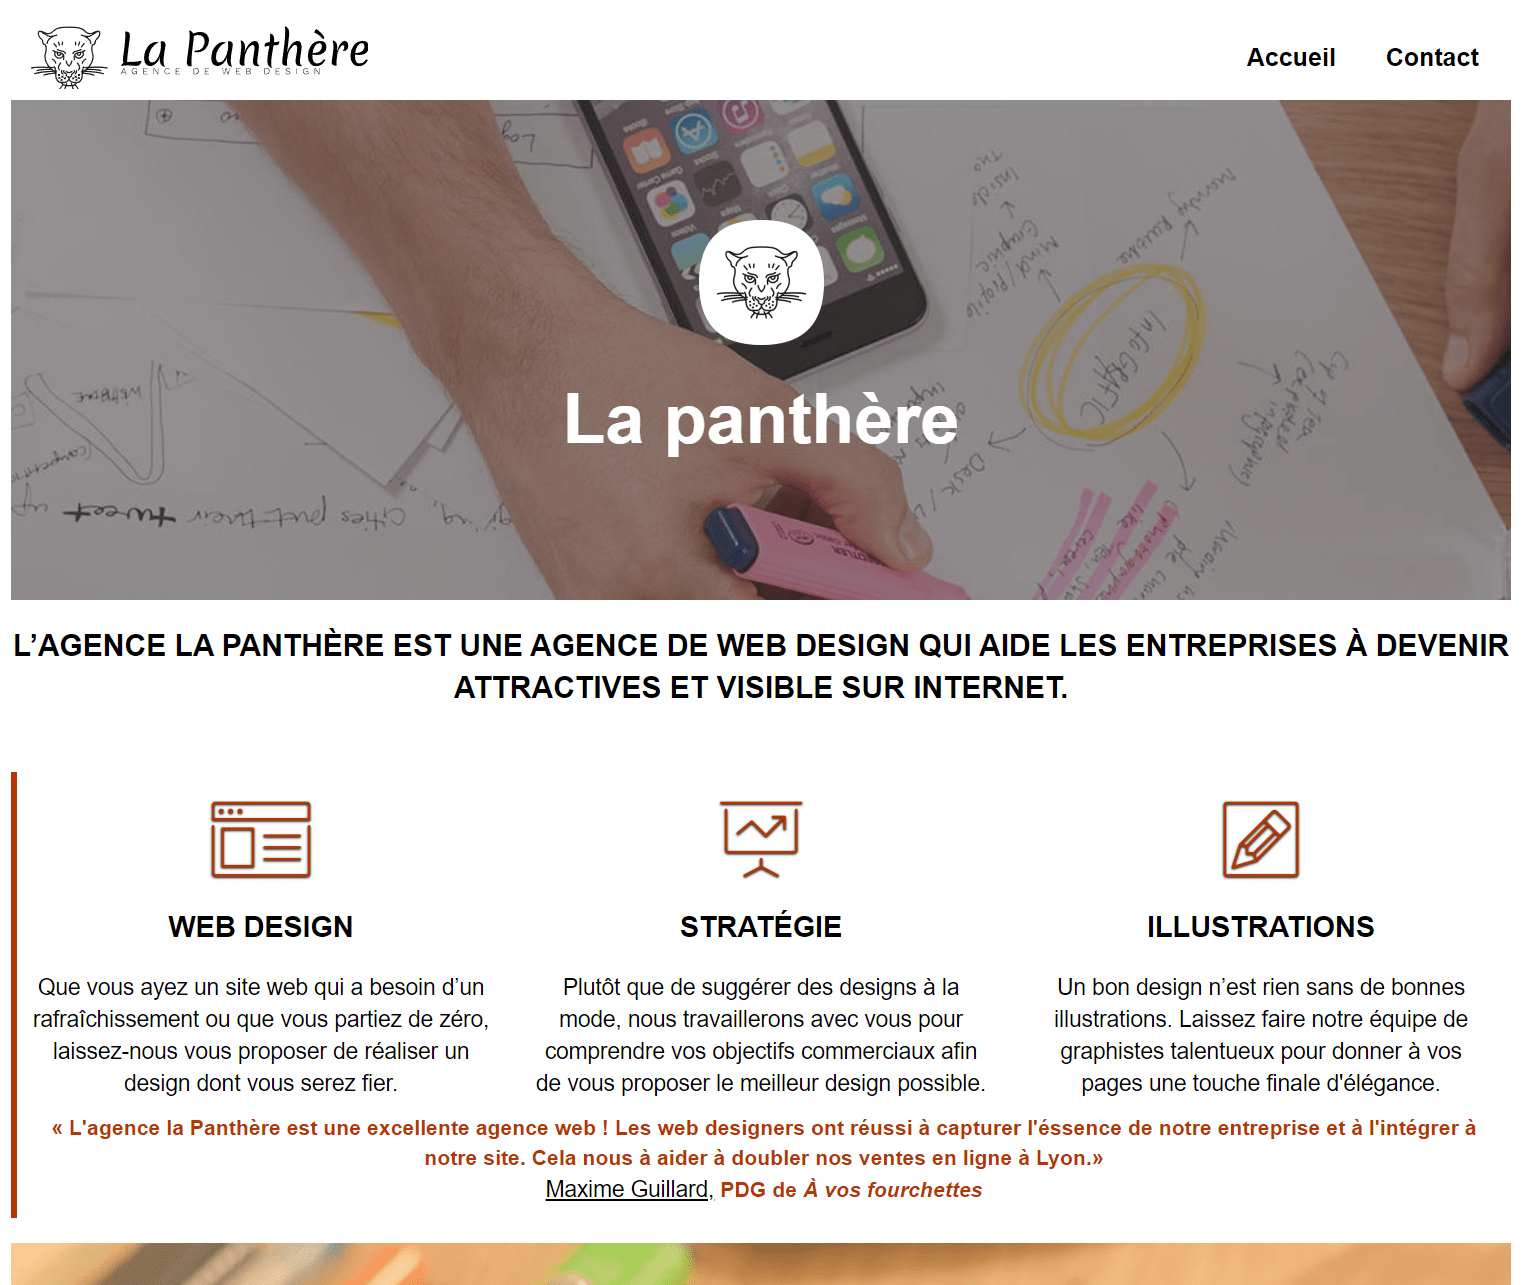 La Panthère
AGENCE DE WEB DESIGN
Accueil
Contact
INFOGRAFIC
tweet
La panthère
L’AGENCE LA PANTHÈRE EST UNE AGENCE DE WEB DESIGN QUI AIDE LES ENTREPRISES À DEVENIR
ATTRACTIVES ET VISIBLE SUR INTERNET.
WEB DESIGN
STRATÉGIE
ILLUSTRATIONS
Que vous ayez un site web qui a besoin d’un
rafraîchissement ou que vous partiez de zéro,
laissez-nous vous proposer de réaliser un
design dont vous serez fier.
Plutôt que de suggérer des designs à la
mode, nous travaillerons avec vous pour
comprendre vos objectifs commerciaux afin
de vous proposer le meilleur design possible.
Un bon design n’est rien sans de bonnes
illustrations. Laissez faire notre équipe de
graphistes talentueux pour donner à vos
pages une touche finale d'élégance.
« L'agence la Panthère est une excellente agence web ! Les web designers ont réussi à capturer l'éssence de notre entreprise et à l'intégrer à
notre site. Cela nous à aider à doubler nos ventes en ligne à Lyon.»
Maxime Guillard, PDG de À vos fourchettes